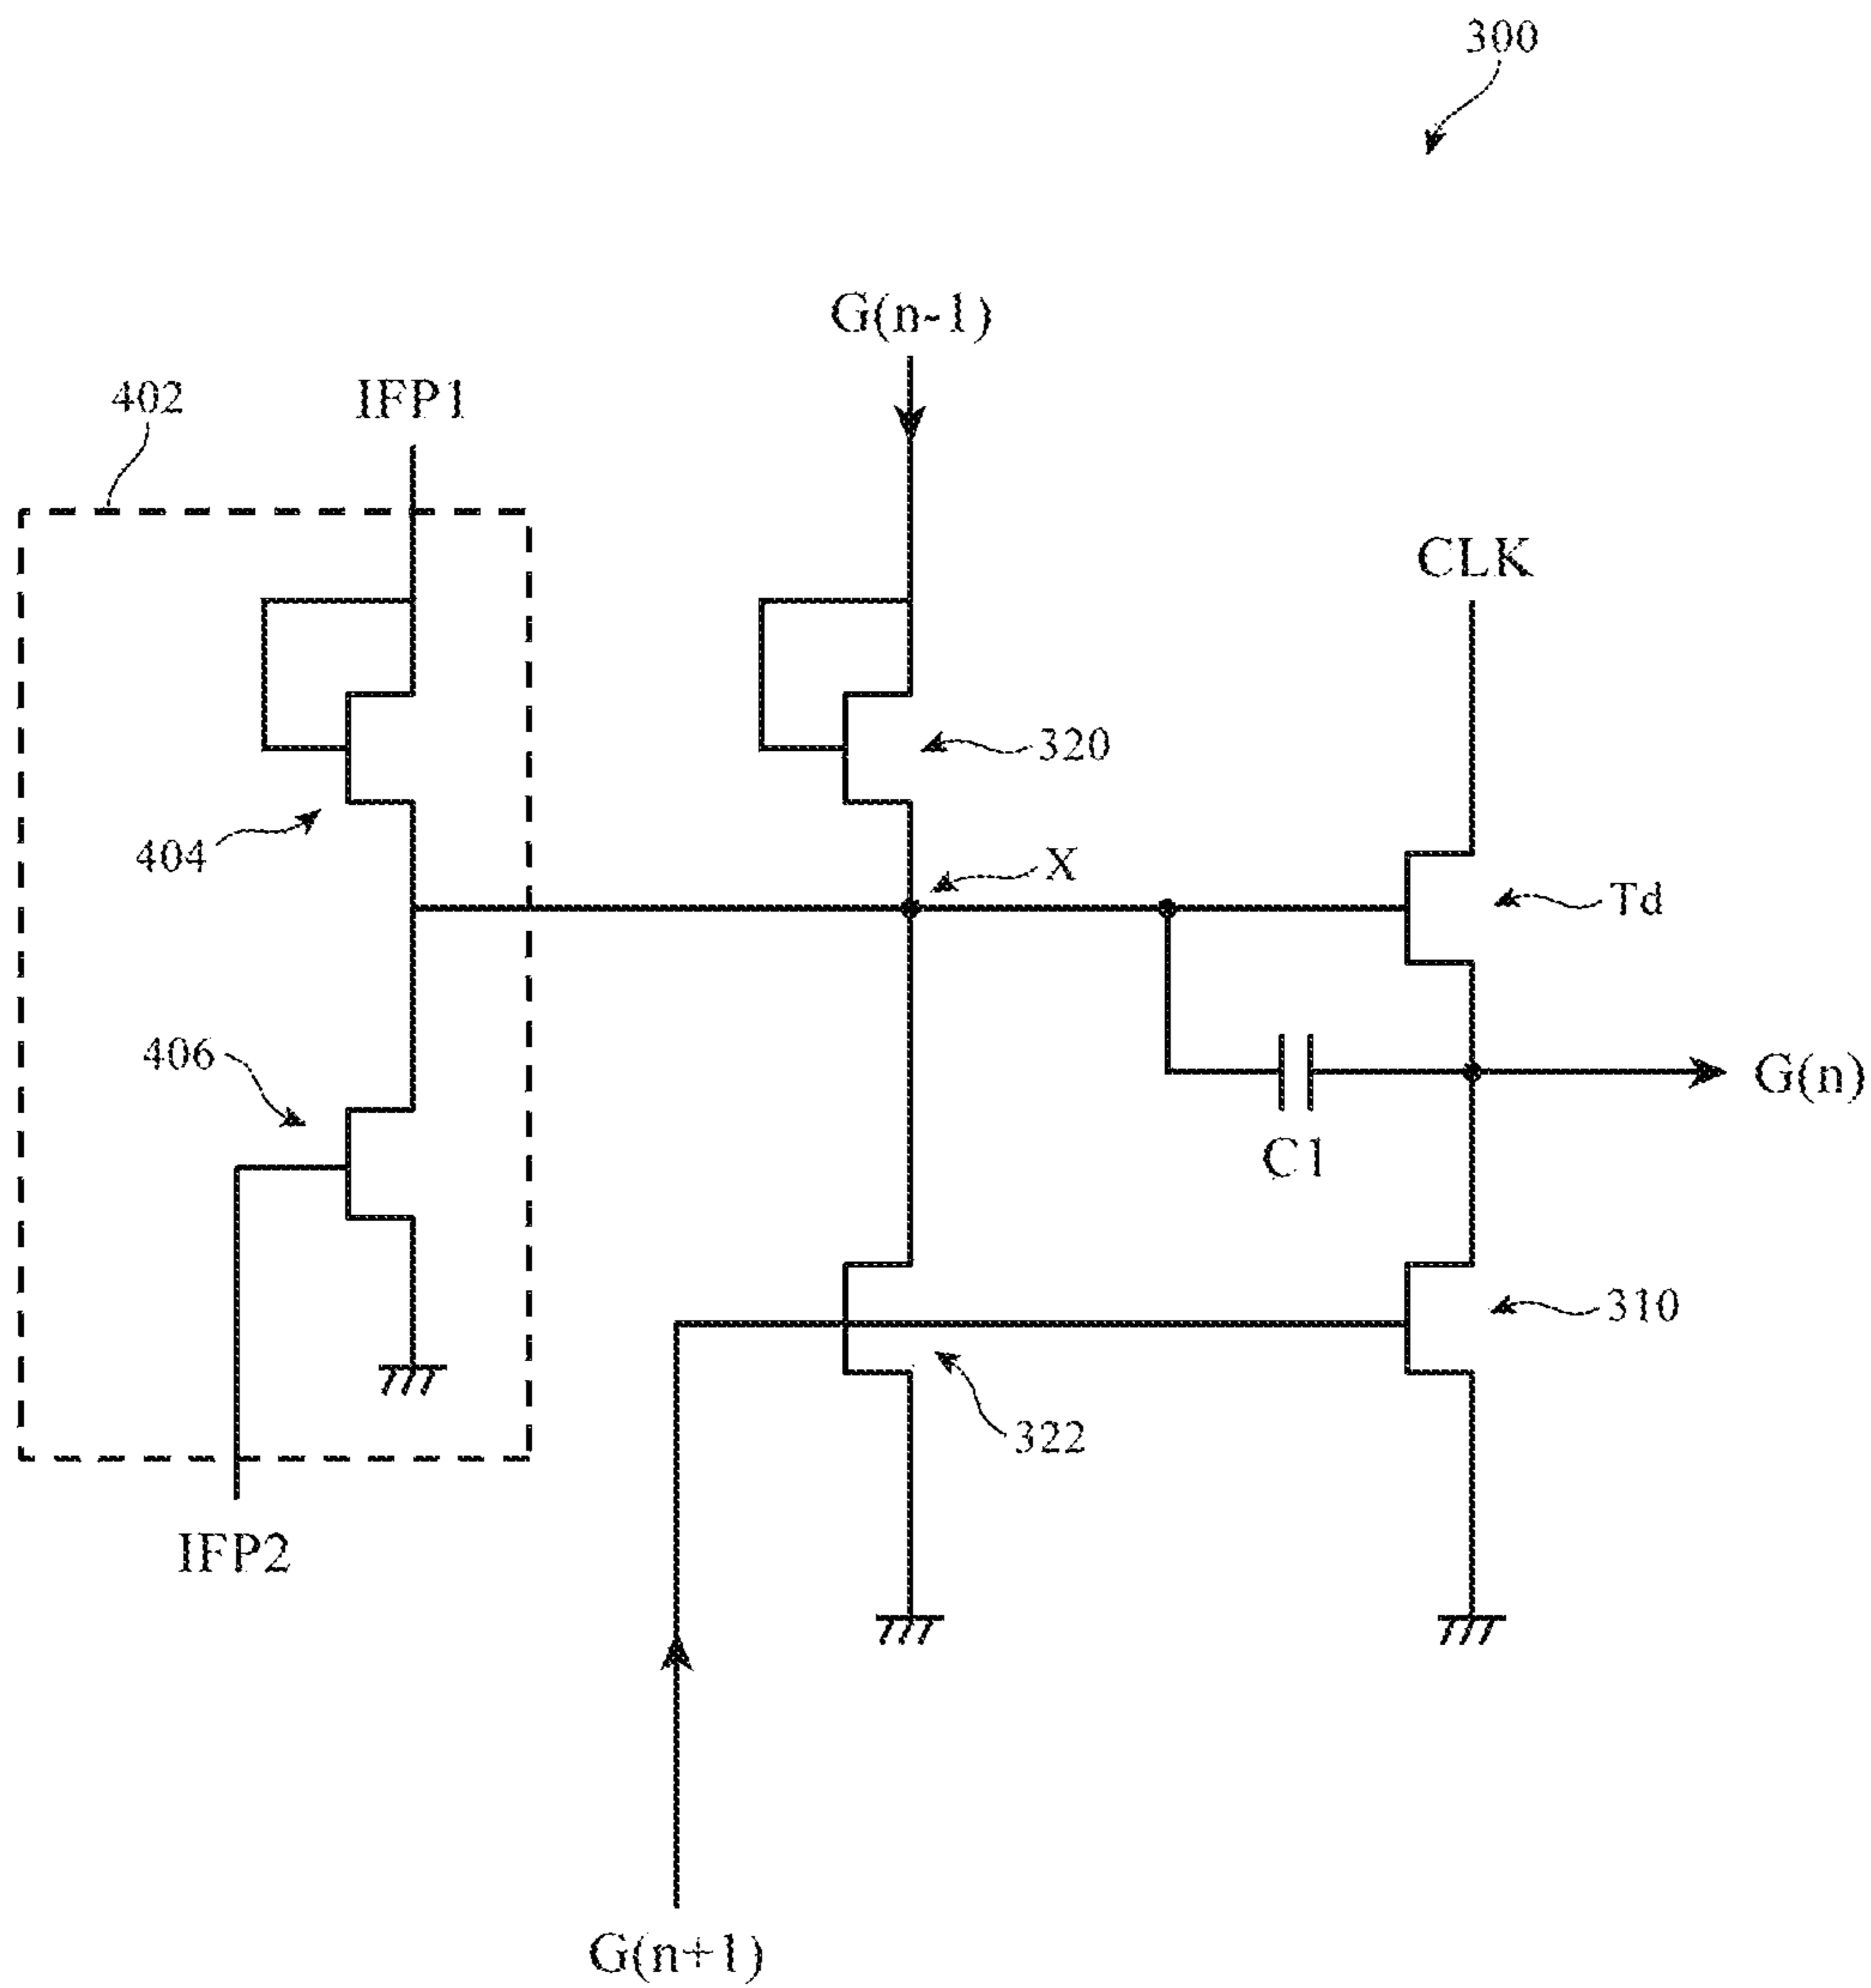 300
G(n-1)
402
IFP1
CLK
320
404
X
Td
406
G(n)
C1
310
322
IFP2
G(n+1)